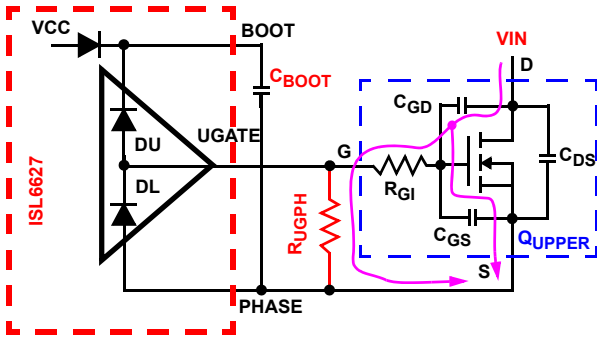 VCC
BOOT
VIN
D
CBOOT
CGD
DU
UGATE
G
CDS
DL
RGI
ISL6627
RUGPH
CGS
QUPPER
S
PHASE